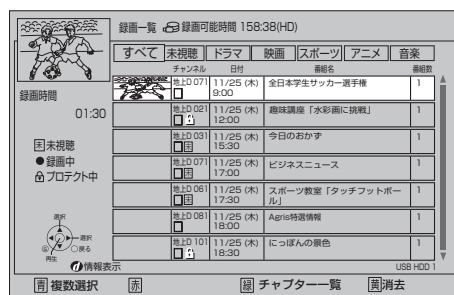 録画一覧 録画可能時間 158:38(HD)
すべて 未視聴 ドラマ 映画 スポーツ アニメ 音楽
チャンネル 日付 番組名 番組数
地上D 071 11/25 (木) 9:00 全日本学生サッカー選手権 1
録画時間
01:30
地上D 021 11/25 (木) 12:00 趣味講座「水彩画に挑戦」 1
地上D 031 未 11/25 (木) 15:30 今日のおかず 1
未 未視聴
●録画中
プロテクト中
地上D 071 未 11/25 (木) 17:00 ビジネスニュース 1
地上D 061 未 11/25 (木) 17:30 スポーツ教室「タッチフットボール」 1
地上D 081 11/25 (木) 18:00 Agris特選情報 1
地上D 101 11/25 (木) 18:30 にっぽんの景色 1
選択
選択
戻る
再生
情報表示
USB HDD 1
青 複数選択 赤 緑 チャプター一覧 黄 消去